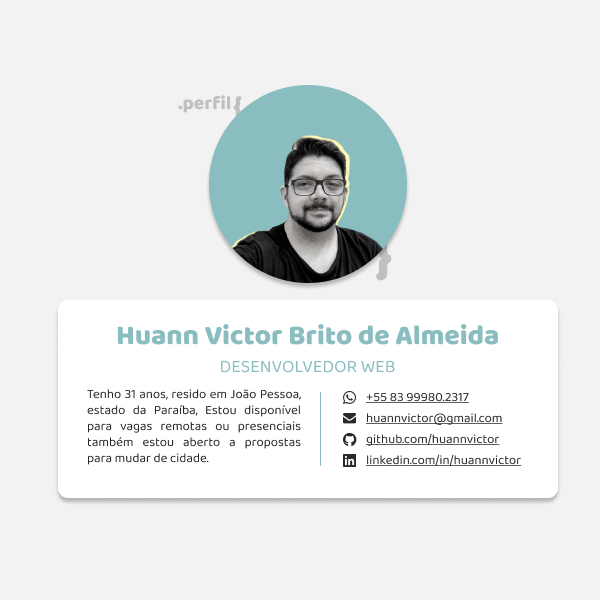 .perfil{
}
Huann Victor Brito de Almeida
DESENVOLVEDOR WEB
Tenho 31 anos, resido em João Pessoa,
estado da Paraíba, Estou disponível
para vagas remotas ou presenciais
também estou aberto a propostas
para mudar de cidade.
+55 83 99980.2317
huannvictor@gmail.com
github.com/huannvictor
linkedin.com/in/huannvictor